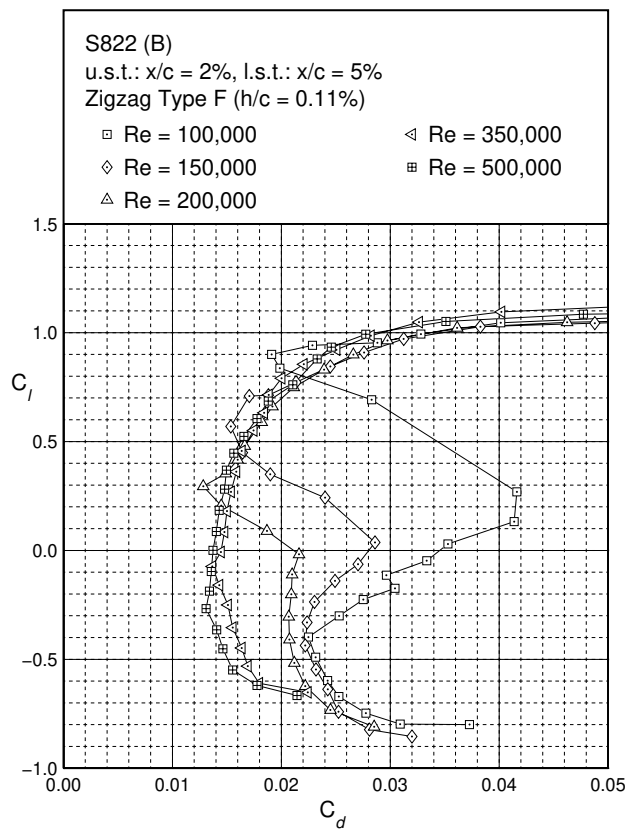 S822 (B)
u.s.t.: x/c = 2%, l.s.t.: x/c = 5%
Zigzag Type F (h/c = 0.11%)
Re = 100,000
Re = 150,000
Re = 200,000
Re = 350,000
Re = 500,000
1.5
1.0
C_l
0.5
0.0
−0.5
−1.0
0.00 0.01 0.02 0.03 0.04 0.05
C_d